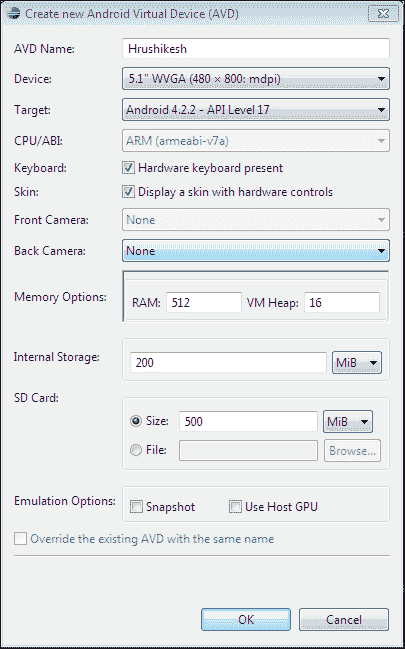 Create new Android Virtual Device (AVD)
AVD Name: Hrushikesh
Device: 5.1" WVGA (480 × 800: mdpi)
Target: Android 4.2.2 - API Level 17
CPU/ABI: ARM (armeabi-v7a)
Keyboard: Hardware keyboard present
Skin: Display a skin with hardware controls
Front Camera: None
Back Camera: None
Memory Options: RAM: 512 VM Heap: 16
Internal Storage: 200 MiB
SD Card:
Size: 500 MiB
File: Browse...
Emulation Options: Snapshot Use Host GPU
Override the existing AVD with the same name
OK Cancel